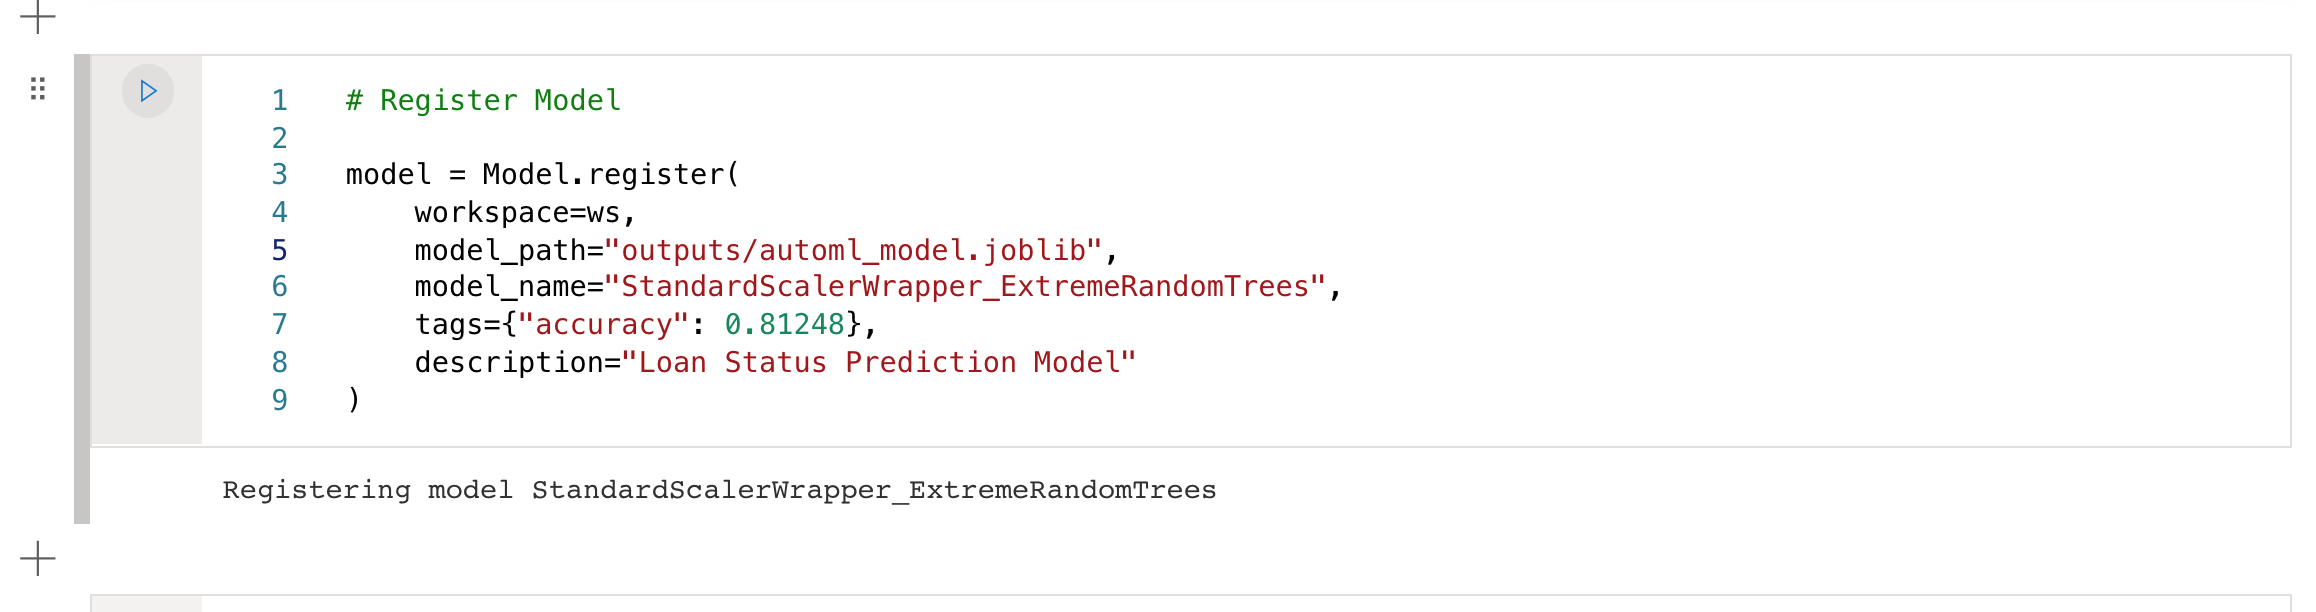 1 # Register Model
2
3 model = Model.register(
4     workspace=ws,
5     model_path="outputs/automl_model.joblib",
6     model_name="StandardScalerWrapper_ExtremeRandomTrees",
7     tags={"accuracy": 0.81248},
8     description="Loan Status Prediction Model"
9 )
Registering model StandardScalerWrapper_ExtremeRandomTrees